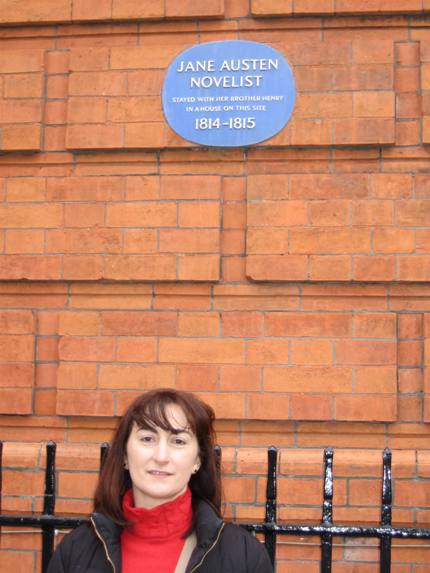 JANE AUSTEN
NOVELIST
STAYED WITH HER BROTHER HENRY
IN A HOUSE ON THIS SITE
1814-1815